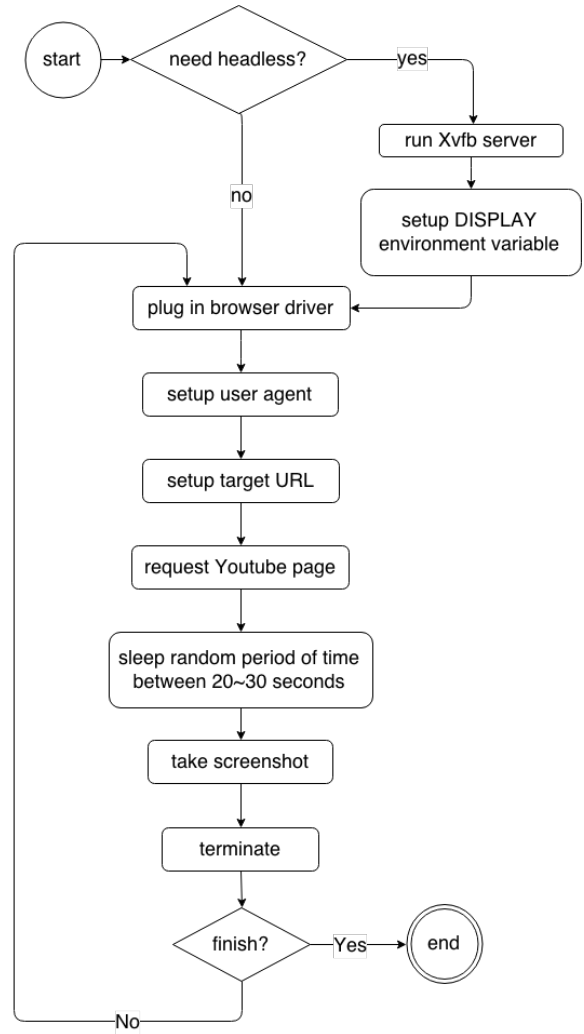 start
need headless?
yes
run Xvfb server
no
setup DISPLAY
environment variable
plug in browser driver
setup user agent
setup target URL
request Youtube page
sleep random period of time
between 20~30 seconds
take screenshot
terminate
finish?
Yes
end
No